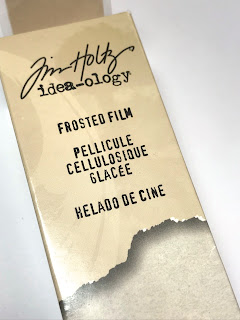 Tim Holtz
idea-ology
FROSTED FILM
PELLICULE
CELLULOSIQUE
GLACÉE
HELADO DE CINE